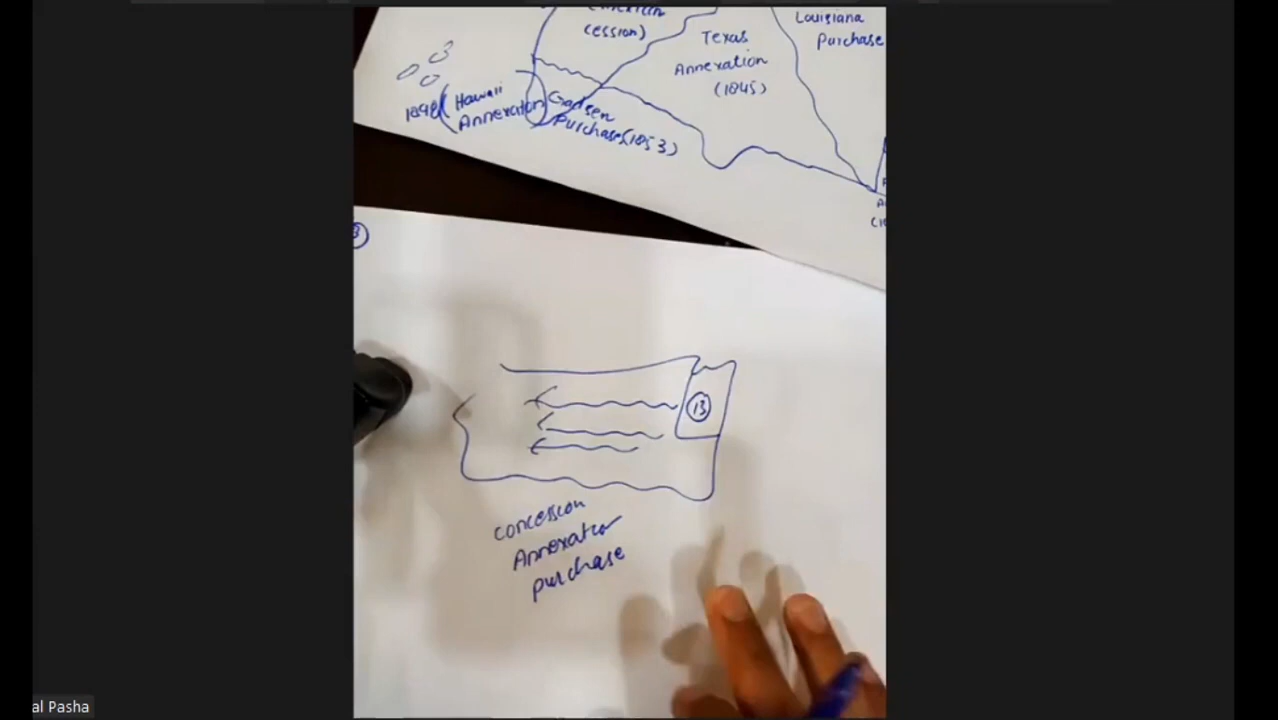 cession)
Texas
Annexation
(1845)
Louisiana
Purchase
1898
Hawaii
Annexation
Gadsen
Purchase(1853)
13
concession
Annexation
purchase
al Pasha